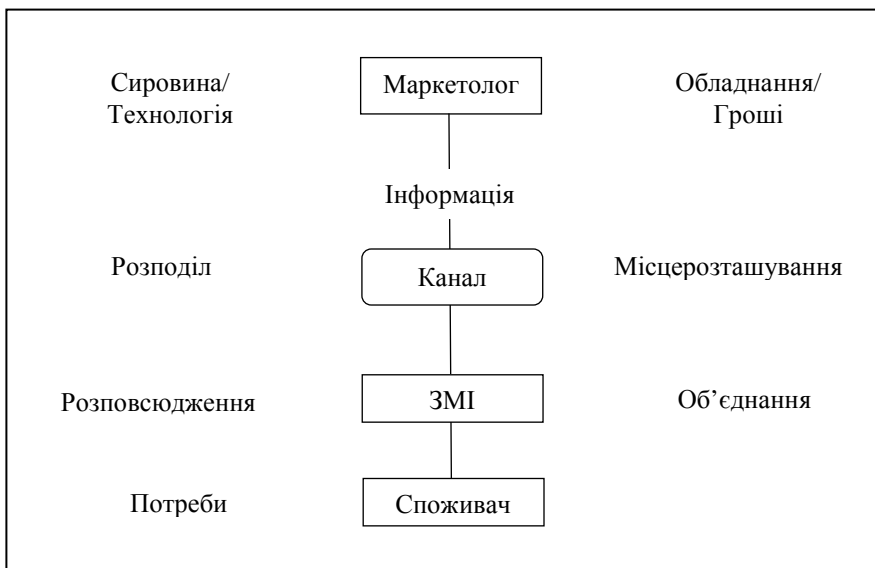 Сировина/
Технологія
Маркетолог
Обладнання/
Гроші
Інформація
Розподіл
Канал
Місцерозташування
Розповсюдження
ЗМІ
Об’єднання
Потреби
Споживач